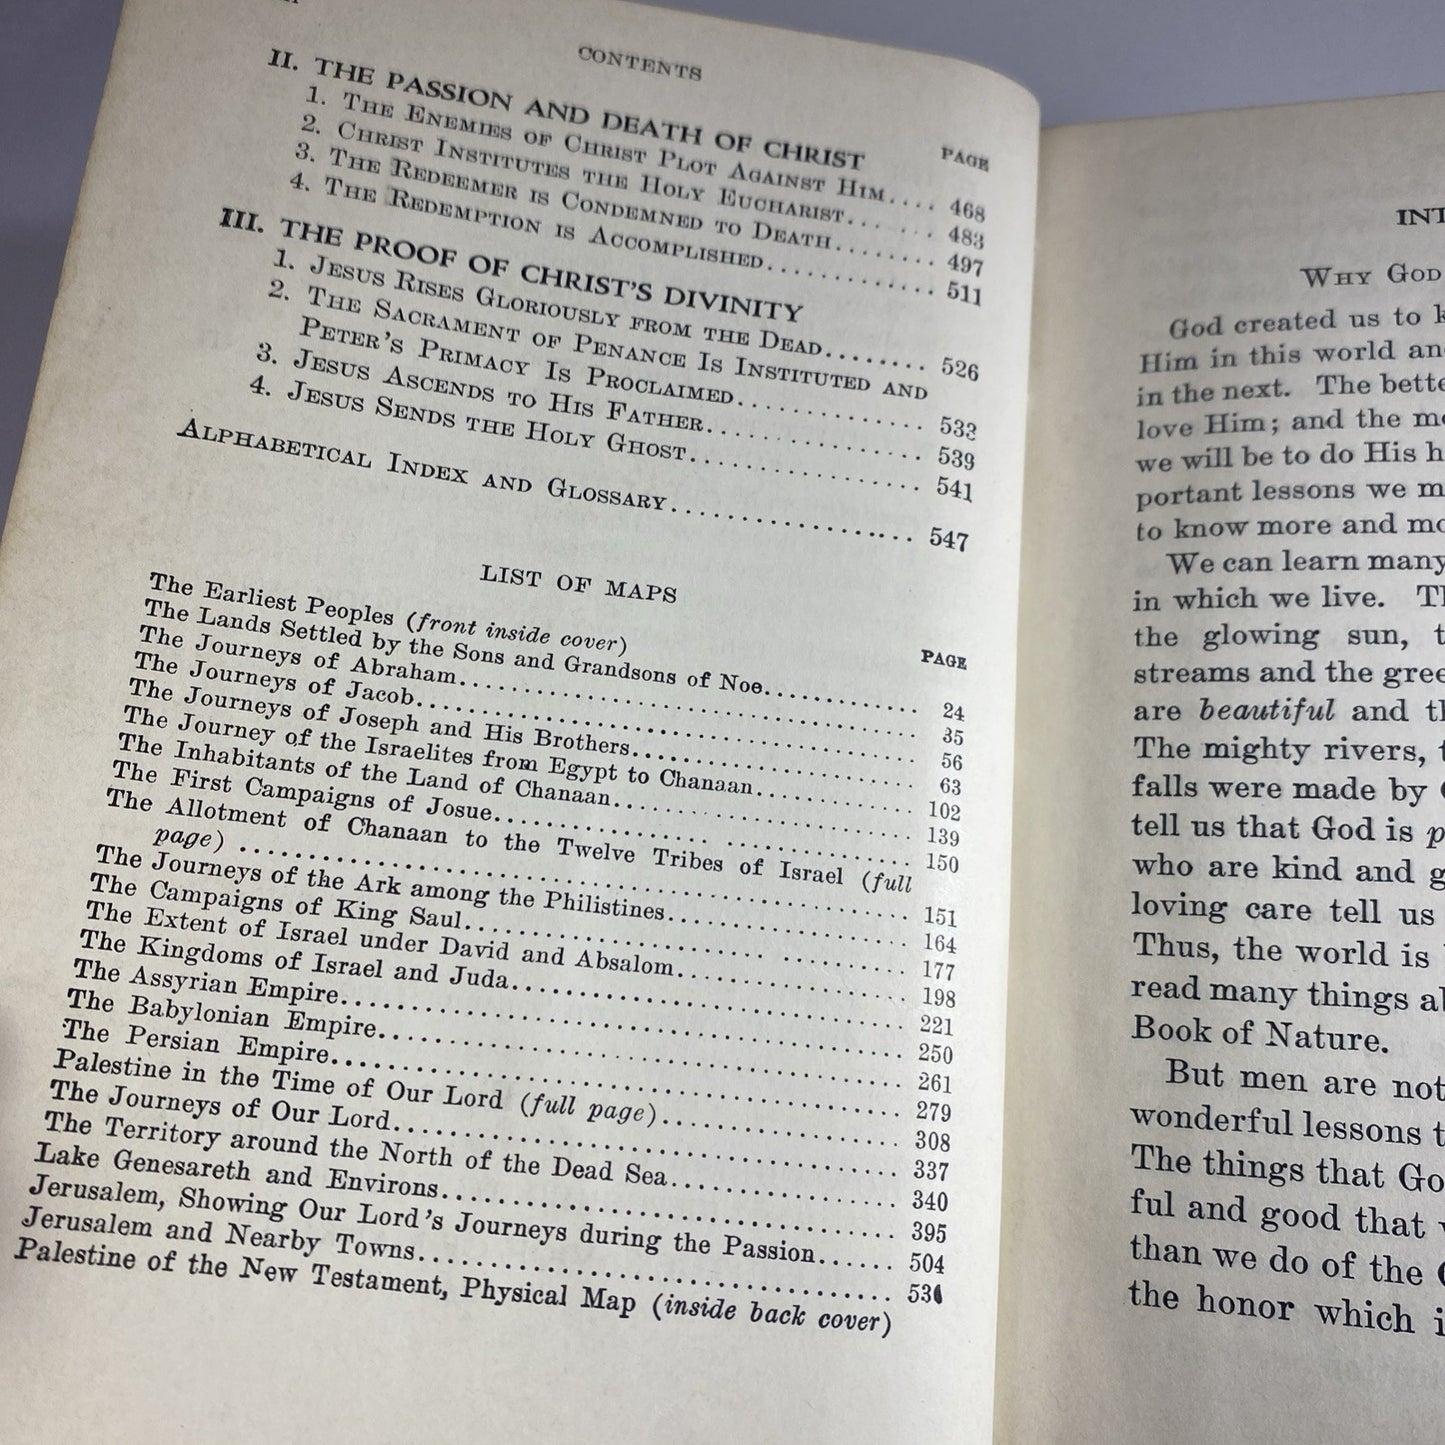 CONTENTS
PAGE
II. THE PASSION AND DEATH OF CHRIST
1. THE ENEMIES OF CHRIST PLOT AGAINST HIM.... 468
2. CHRIST INSTITUTES THE HOLY EUCHARIST... ... 483
3. THE REDEEMER IS CONDEMNED TO DEATH........ 497
4. THE REDEMPTION IS ACCOMPLISHED............. 511
III. THE PROOF OF CHRIST'S DIVINITY
1. JESUS RISES GLORIOUSLY FROM THE DEAD........ 526
2. THE SACRAMENT OF PENANCE IS INSTITUTED AND
PETER'S PRIMACY IS PROCLAIMED............. 532
3. JESUS ASCENDS TO HIS FATHER............... 539
4. JESUS SENDS THE HOLY GHOST................ 541
ALPHABETICAL INDEX AND GLOSSARY................. 547
LIST OF MAPS
PAGE
The Earliest Peoples (front inside cover)
The Lands Settled by the Sons and Grandsons of Noe............ 24
The Journeys of Abraham................................ 35
The Journeys of Jacob.................................. 56
The Journeys of Joseph and His Brothers.................... 63
The Journey of the Israelites from Egypt to Chanaan............ 102
The Inhabitants of the Land of Chanaan..................... 139
The First Campaigns of Josue............................. 150
The Allotment of Chanaan to the Twelve Tribes of Israel (full
page) ............................................... 151
The Journeys of the Ark among the Philistines................. 164
The Campaigns of King Saul.............................. 177
The Extent of Israel under David and Absalom................ 198
The Kingdoms of Israel and Juda........................... 221
The Assyrian Empire.................................... 250
The Babylonian Empire.................................. 261
The Persian Empire..................................... 279
Palestine in the Time of Our Lord (full page)................. 308
The Journeys of Our Lord................................ 337
The Territory around the North of the Dead Sea............... 340
Lake Genesareth and Environs............................. 395
Jerusalem, Showing Our Lord's Journeys during the Passion...... 504
Jerusalem and Nearby Towns.............................. 53
Palestine of the New Testament, Physical Map (inside back cover)
INT
WHY GOD
God created us to k
Him in this world an
in the next. The bette
love Him; and the mo
we will be to do His h
portant lessons we m
to know more and mo
We can learn many
in which we live. Th
the glowing sun, t
streams and the gree
are beautiful and th
The mighty rivers, t
falls were made by
tell us that God is p
who are kind and g
loving care tell us
Thus, the world is
read many things al
Book of Nature.
But men are not
wonderful lessons t
The things that Go
ful and good that
than we do of the
the honor which i